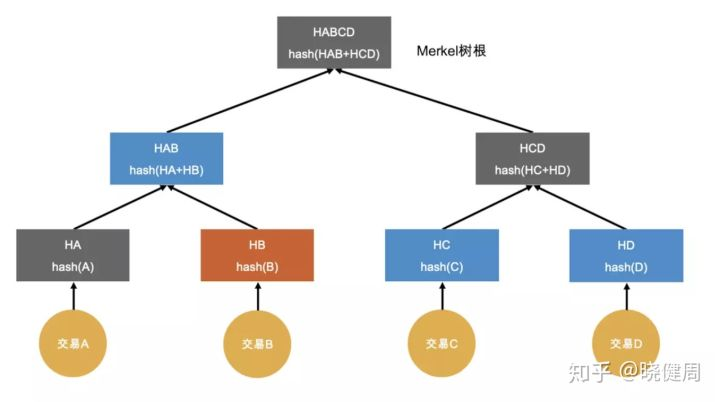 HABCD
hash(HAB+HCD)
Merkel树根
HAB
hash(HA+HB)
HCD
hash(HC+HD)
HA
hash(A)
HB
hash(B)
HC
hash(C)
HD
hash(D)
交易A
交易B
交易C
交易D
知乎 @晓健周